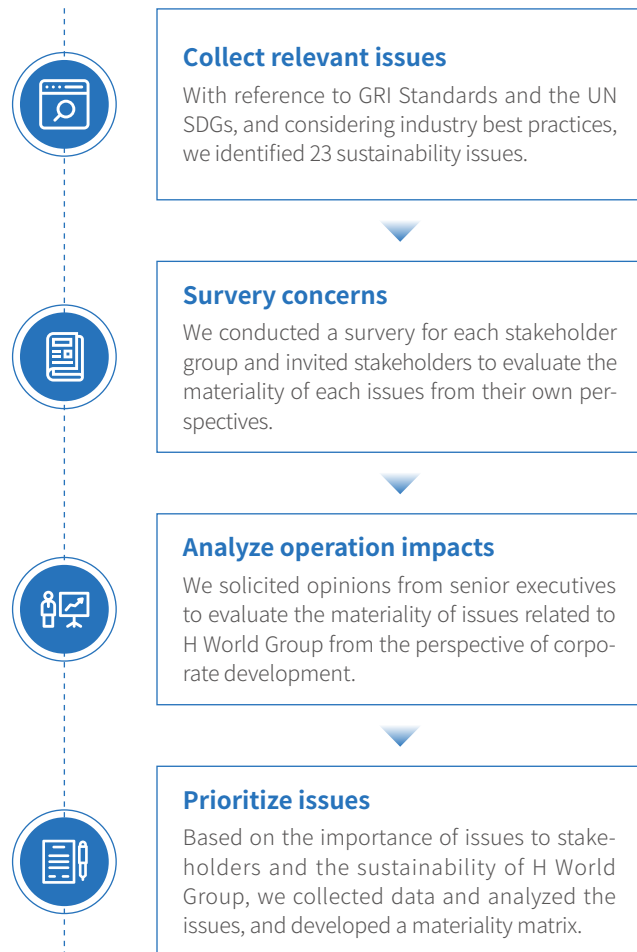 Collect relevant issues
With reference to GRI Standards and the UN
SDGs, and considering industry best practices,
we identified 23 sustainability issues.
Survery concerns
We conducted a survey for each stakeholder
group and invited stakeholders to evaluate the
materiality of each issues from their own per-
spectives.
Analyze operation impacts
We solicited opinions from senior executives
to evaluate the materiality of issues related to
H World Group from the perspective of corpo-
rate development.
Prioritize issues
Based on the importance of issues to stake-
holders and the sustainability of H World
Group, we collected data and analyzed the
issues, and developed a materiality matrix.